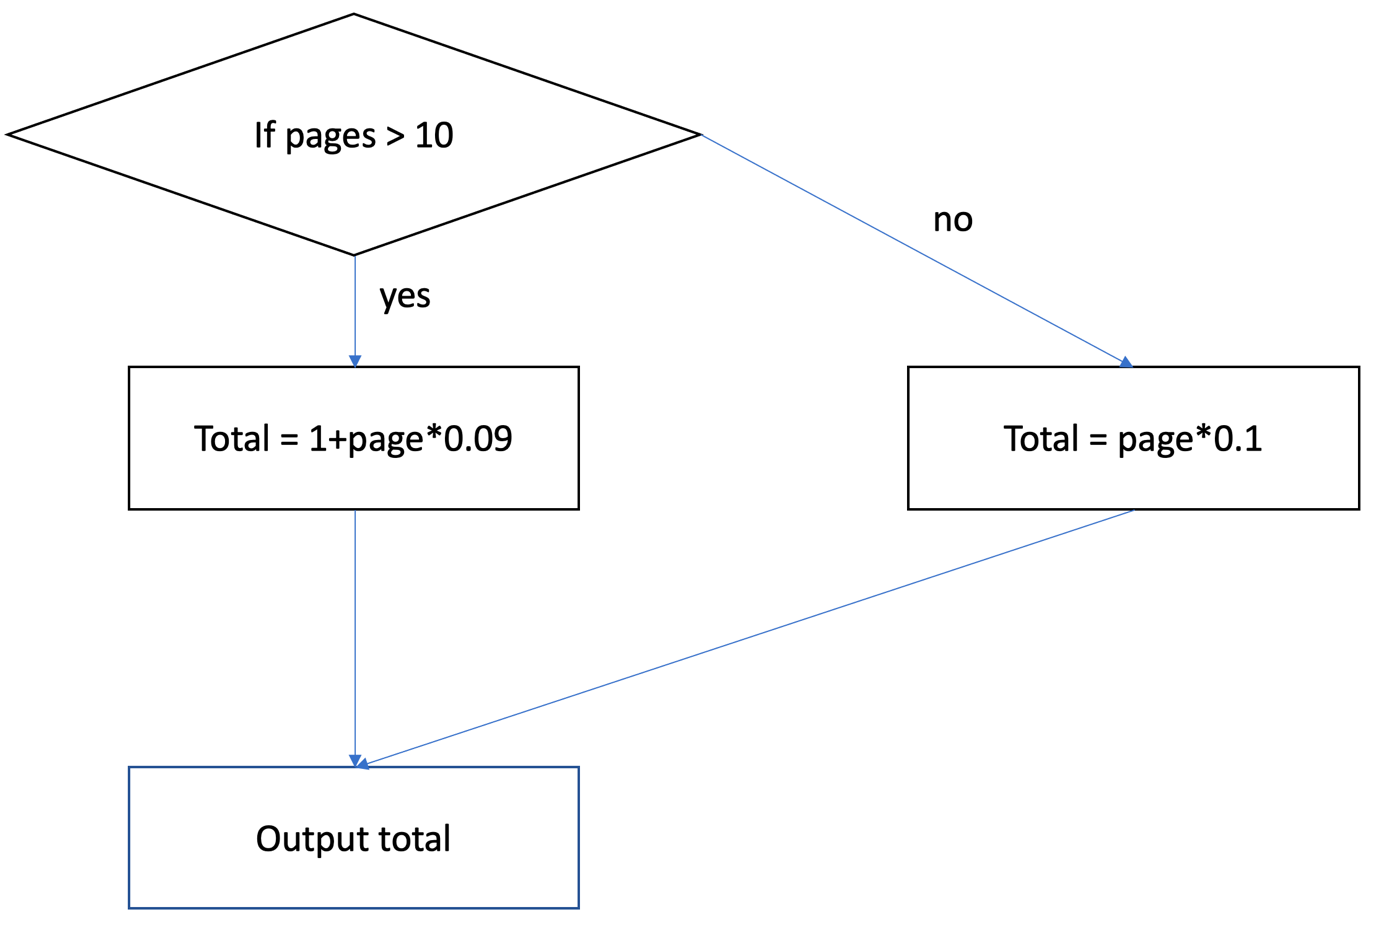 If pages > 10
no
yes
Total = 1+page*0.09
Total = page*0.1
Output total